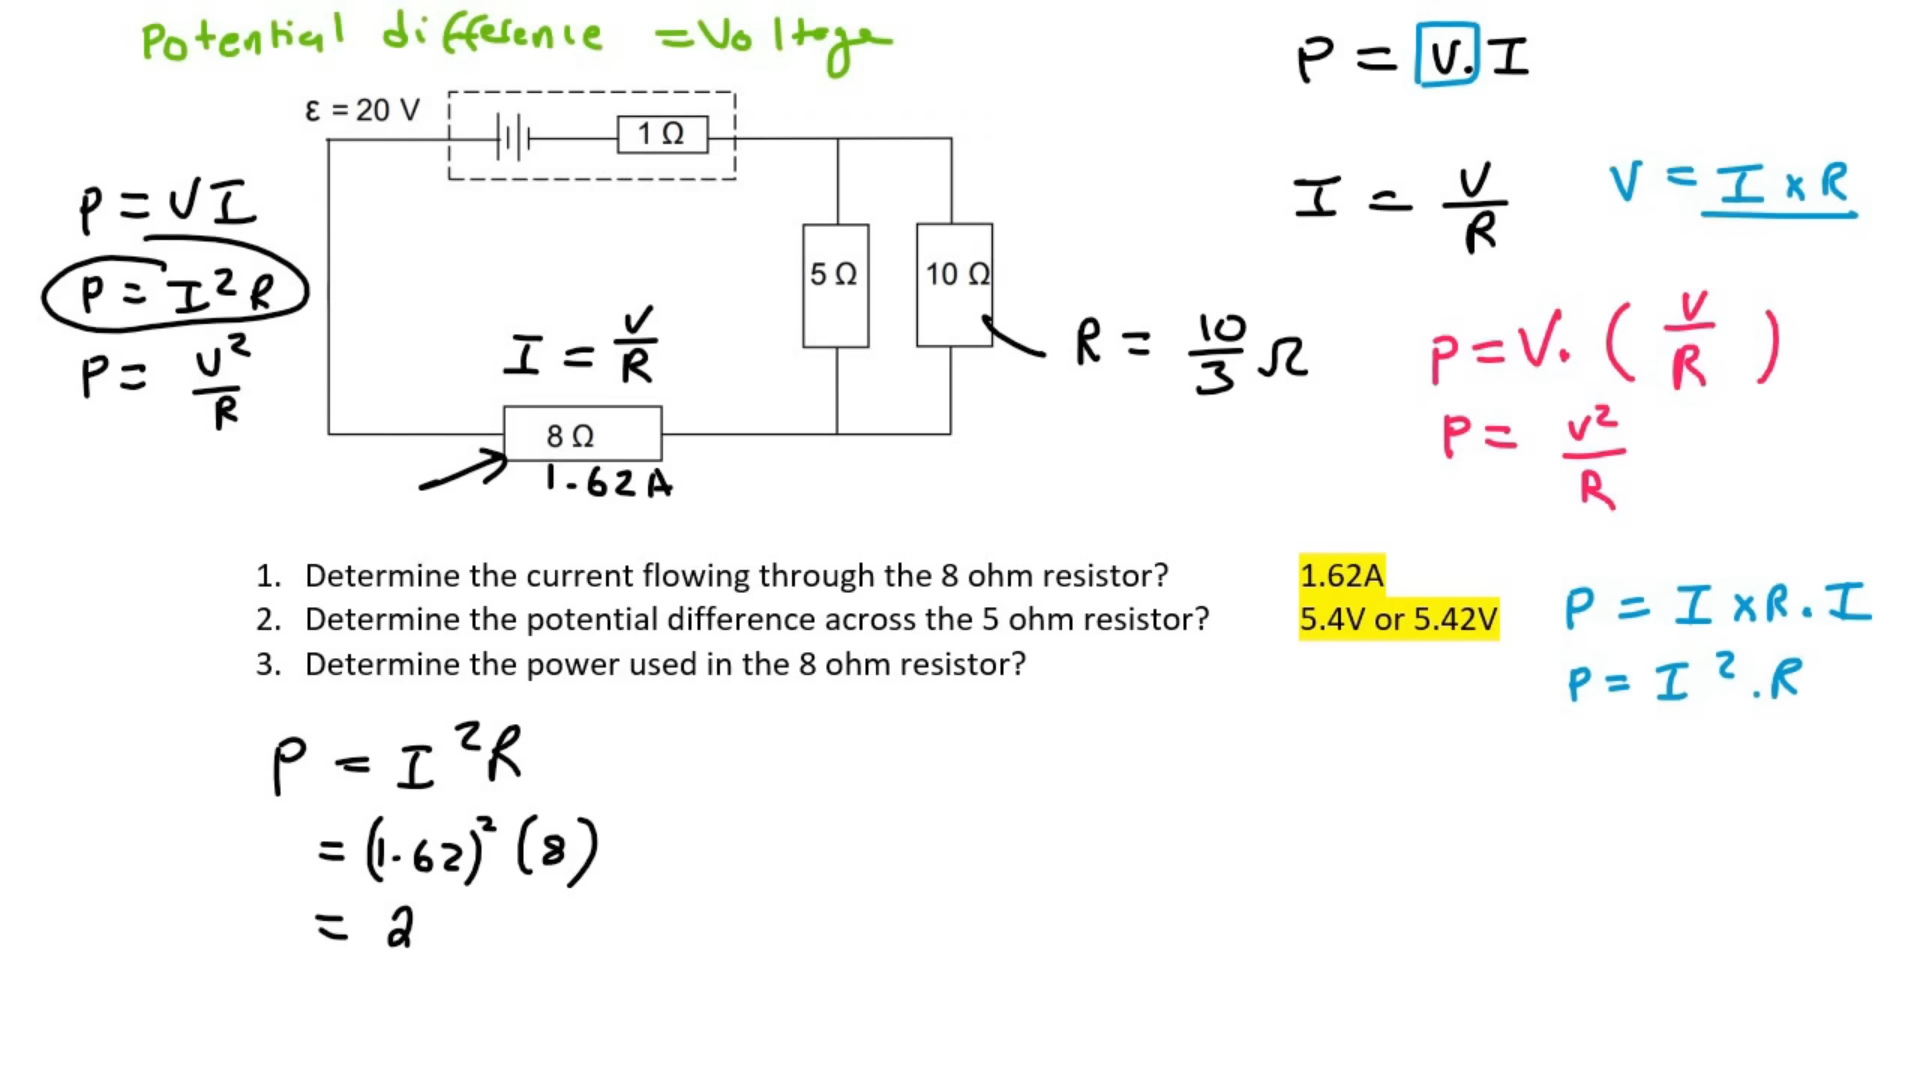 Potential difference = Voltage
ε = 20 V
1 Ω
5 Ω
10 Ω
8 Ω
1.62A
I = V/R
P = VI
P = I²R
P = V²/R
R = 10/3 Ω
P = V.I
I = V/R
V = I x R
P = V. (V/R)
P = V²/R
1. Determine the current flowing through the 8 ohm resistor? 1.62A
2. Determine the potential difference across the 5 ohm resistor? 5.4V or 5.42V
3. Determine the power used in the 8 ohm resistor?
P = I x R . I
P = I² . R
P = I²R
= (1.62)² (8)
= 2